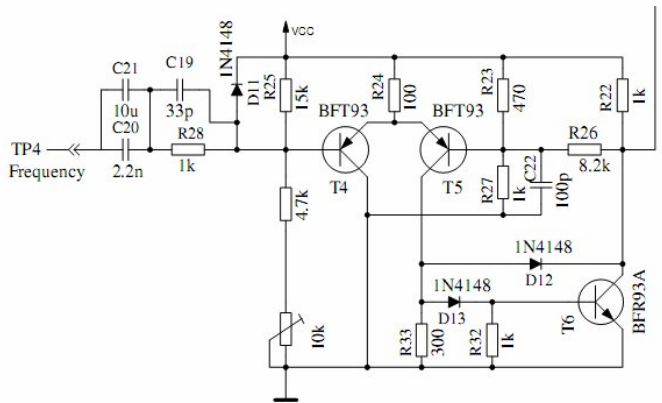 VCC
C21
10u
C20
2.2n
C19
33p
1N4148
D11
R25
15k
R24
100
R23
470
R22
1k
BFT93
BFT93
TP4
Frequency
R28
1k
T4
T5
R27
1k
C22
100p
R26
8.2k
4.7k
1N4148
D12
1N4148
D13
10k
R33
300
R32
1k
T6
BFR93A